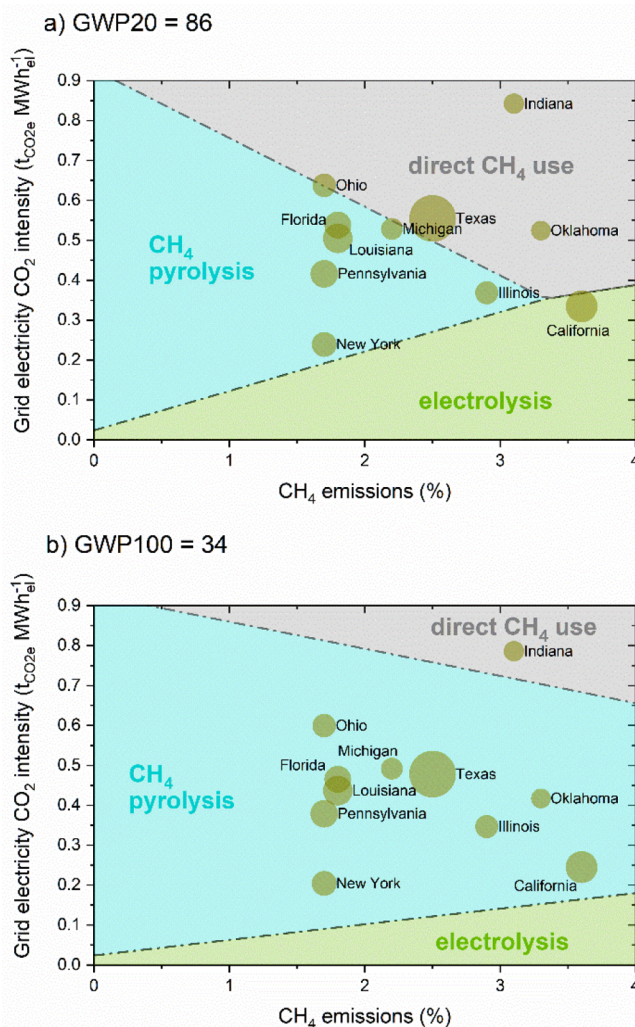 a) GWP20 = 86
Grid electricity CO2 intensity (tCO2e MWh-1el)
0.9
0.8
0.7
0.6
0.5
0.4
0.3
0.2
0.1
0.0
Indiana
direct CH4 use
Ohio
Florida
Texas
Michigan
Oklahoma
Louisiana
CH4
pyrolysis
Pennsylvania
Illinois
California
New York
electrolysis
0 1 2 3 4
CH4 emissions (%)
b) GWP100 = 34
Grid electricity CO2 intensity (tCO2e MWh-1el)
0.9
0.8
0.7
0.6
0.5
0.4
0.3
0.2
0.1
0.0
direct CH4 use
Indiana
Ohio
Michigan
Florida
Texas
CH4
pyrolysis
Louisiana
Oklahoma
Pennsylvania
Illinois
New York
California
electrolysis
0 1 2 3 4
CH4 emissions (%)